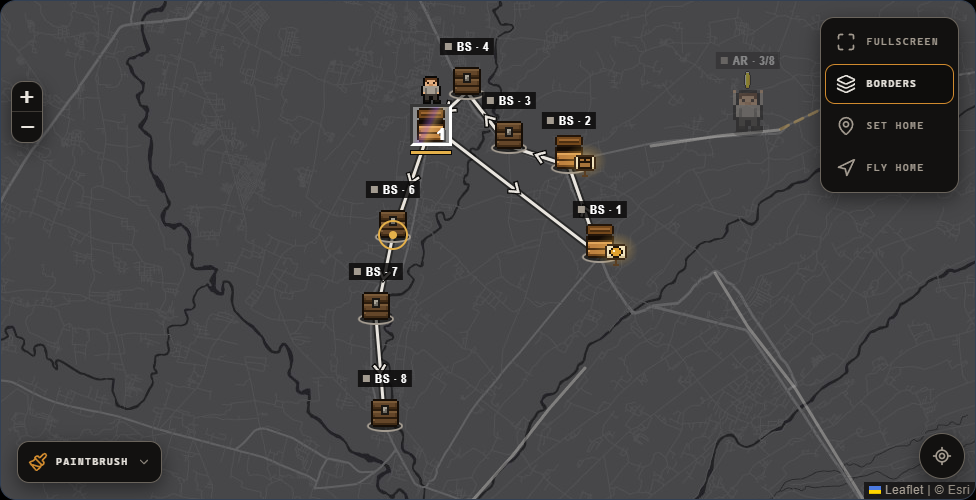 BS - 4
FULLSCREEN
AR - 3/8
BORDERS
+
BS - 3
BS - 2
SET HOME
−
1
FLY HOME
BS - 6
BS - 1
BS - 7
BS - 8
PAINTBRUSH
Leaflet | © Esri